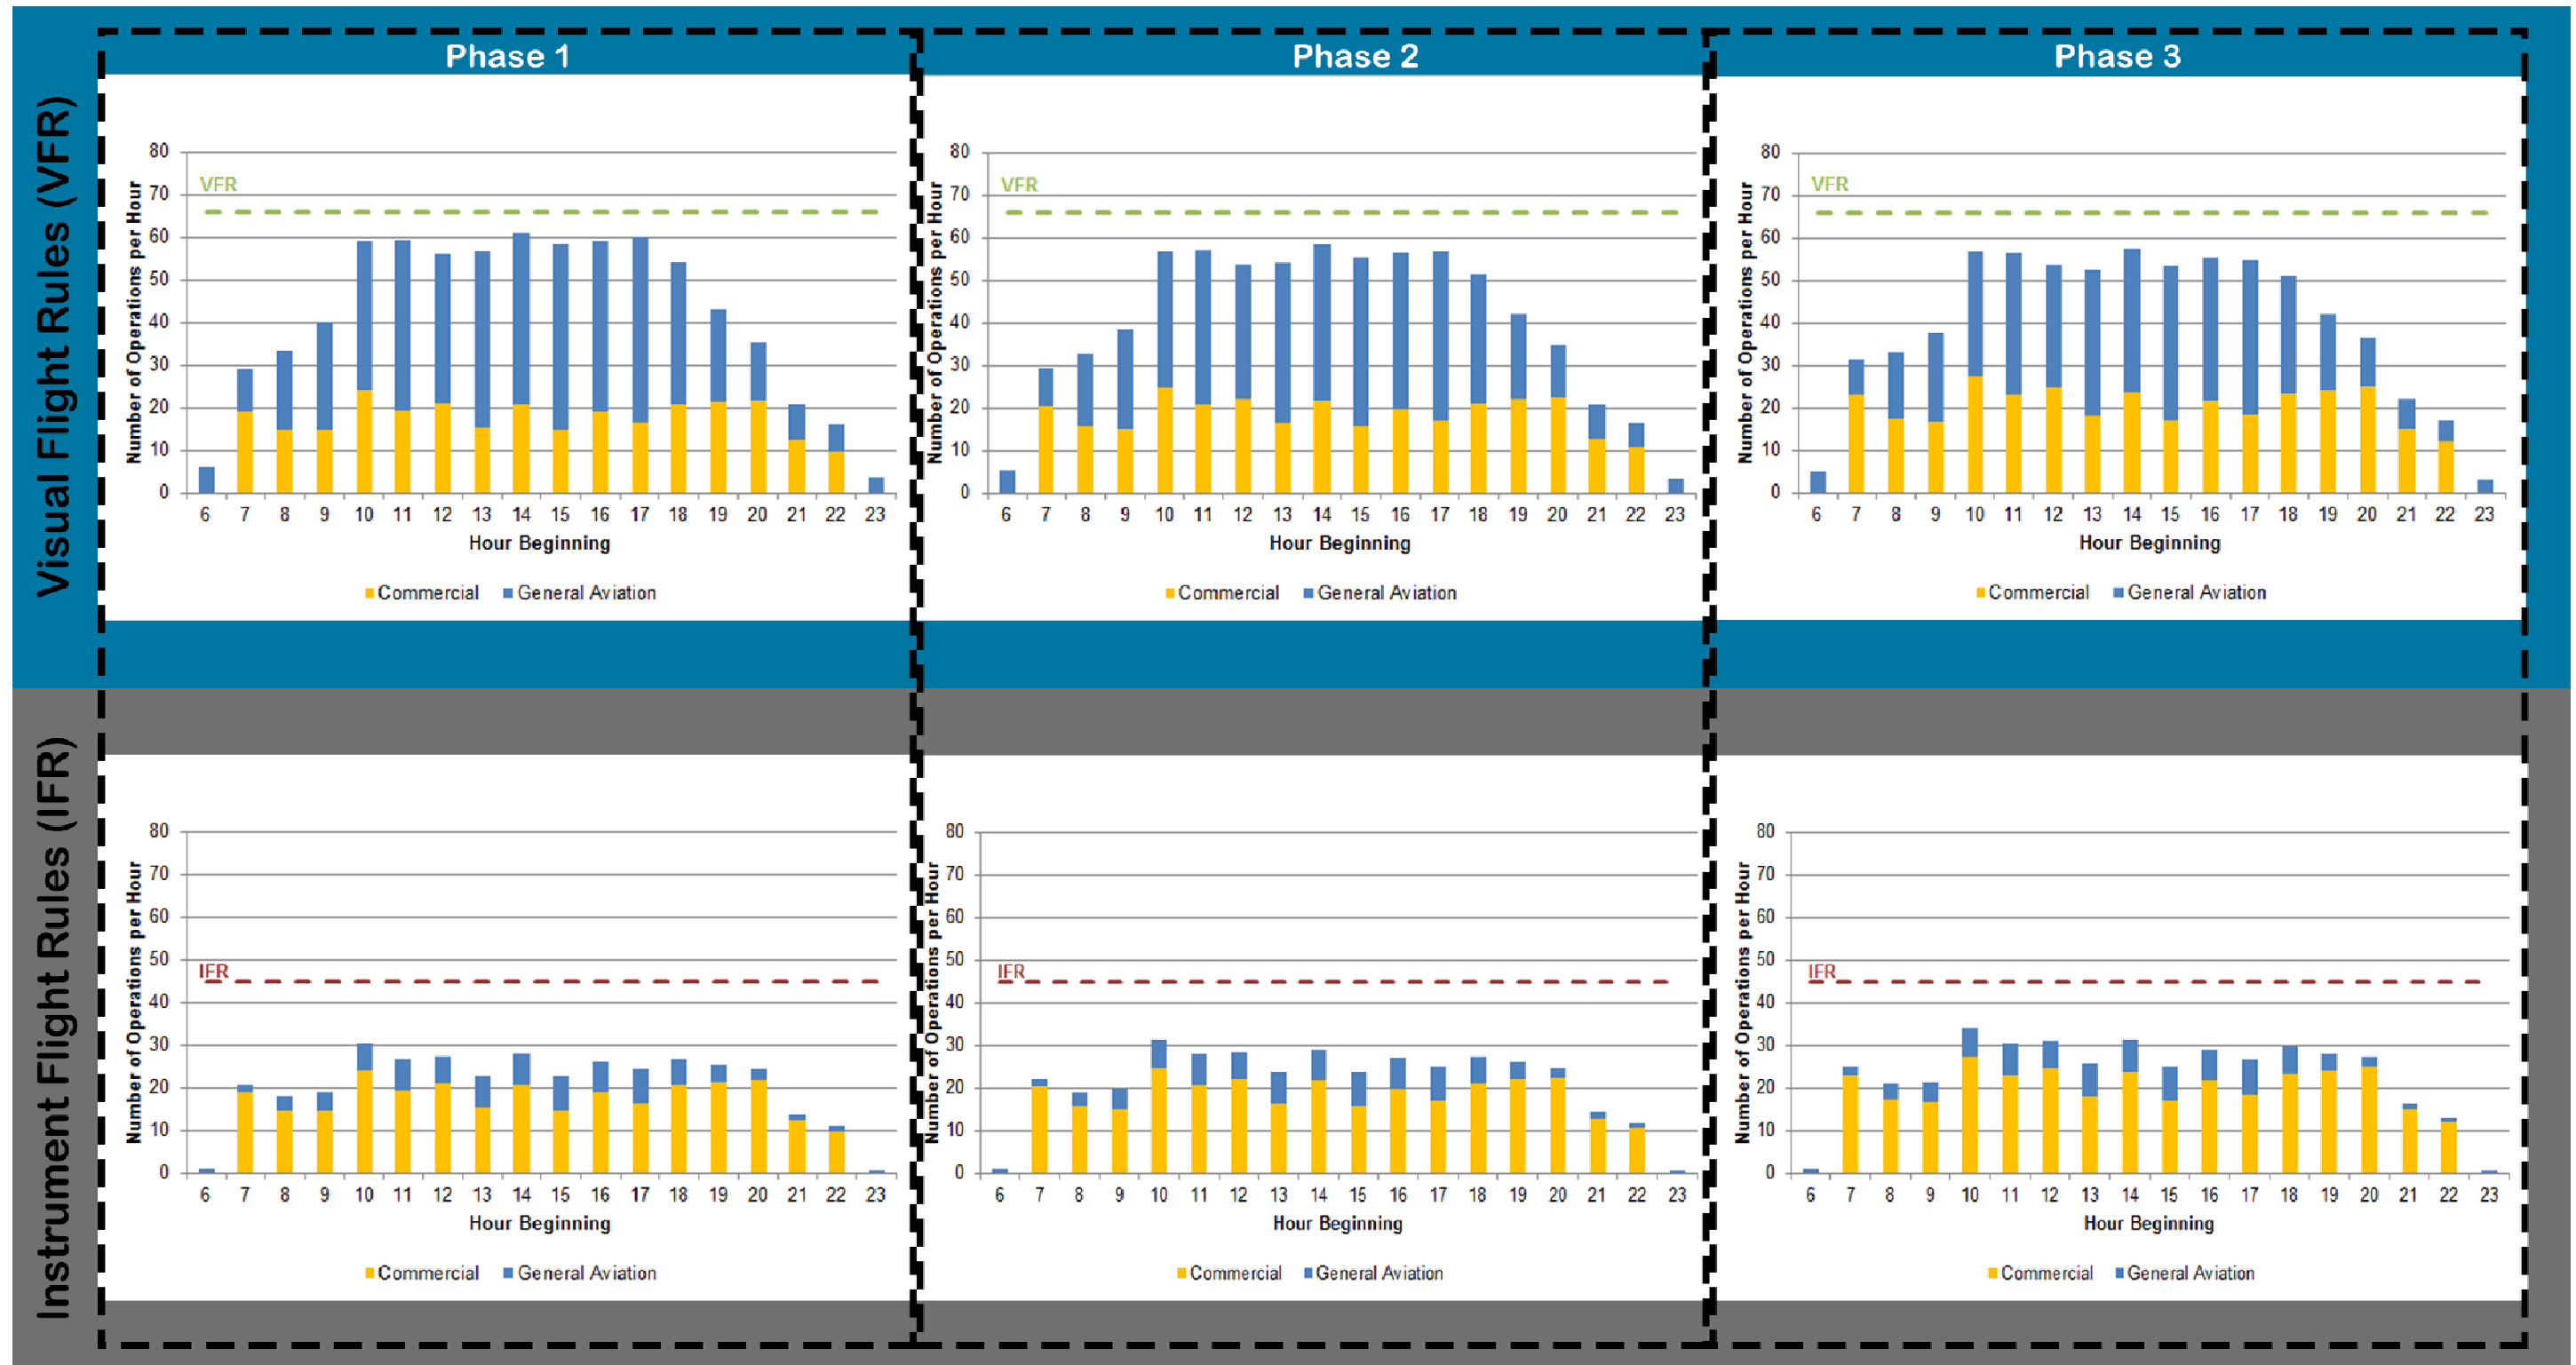 Phase 1
Phase 2
Phase 3
Visual Flight Rules (VFR)
Number of Operations per Hour
80
70
60
50
40
30
20
10
0
VFR
6 7 8 9 10 11 12 13 14 15 16 17 18 19 20 21 22 23
Hour Beginning
Commercial General Aviation
Number of Operations per Hour
80
70
60
50
40
30
20
10
0
VFR
6 7 8 9 10 11 12 13 14 15 16 17 18 19 20 21 22 23
Hour Beginning
Commercial General Aviation
Number of Operations per Hour
80
70
60
50
40
30
20
10
0
VFR
6 7 8 9 10 11 12 13 14 15 16 17 18 19 20 21 22 23
Hour Beginning
Commercial General Aviation
Instrument Flight Rules (IFR)
Number of Operations per Hour
80
70
60
50
40
30
20
10
0
IFR
6 7 8 9 10 11 12 13 14 15 16 17 18 19 20 21 22 23
Hour Beginning
Commercial General Aviation
Number of Operations per Hour
80
70
60
50
40
30
20
10
0
IFR
6 7 8 9 10 11 12 13 14 15 16 17 18 19 20 21 22 23
Hour Beginning
Commercial General Aviation
Number of Operations per Hour
80
70
60
50
40
30
20
10
0
IFR
6 7 8 9 10 11 12 13 14 15 16 17 18 19 20 21 22 23
Hour Beginning
Commercial General Aviation